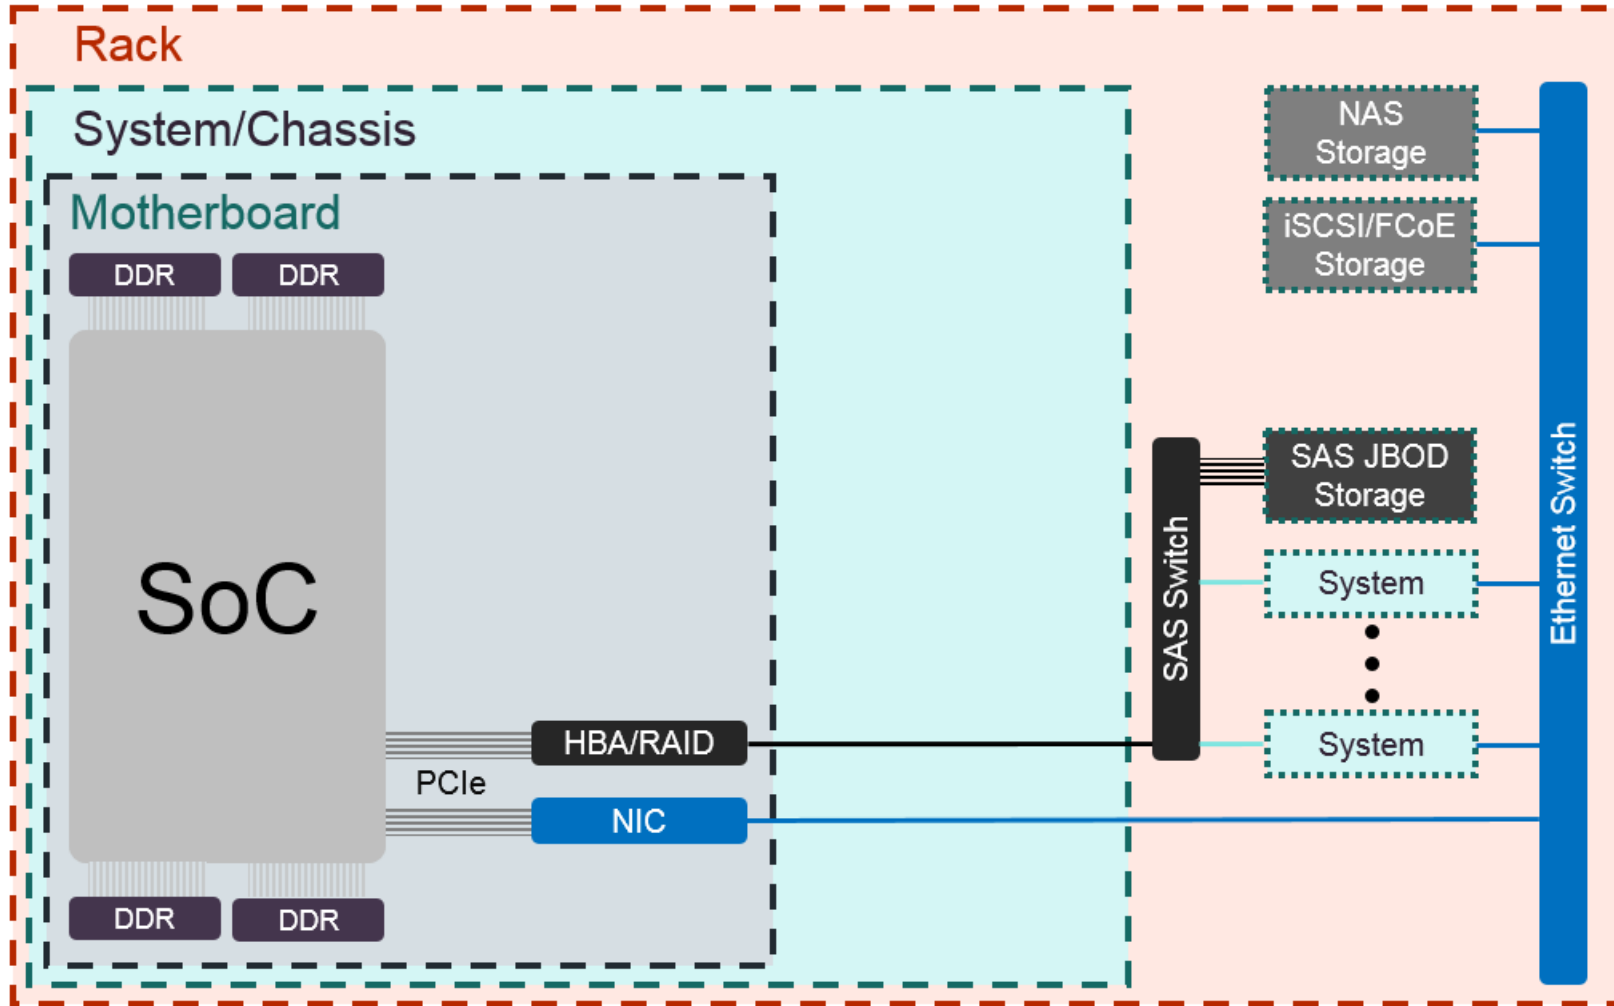 Rack
System/Chassis
Motherboard
DDR
DDR
SoC
DDR
DDR
PCIe
HBA/RAID
NIC
SAS Switch
NAS
Storage
iSCSI/FCoE
Storage
SAS JBOD
Storage
System
System
Ethernet Switch